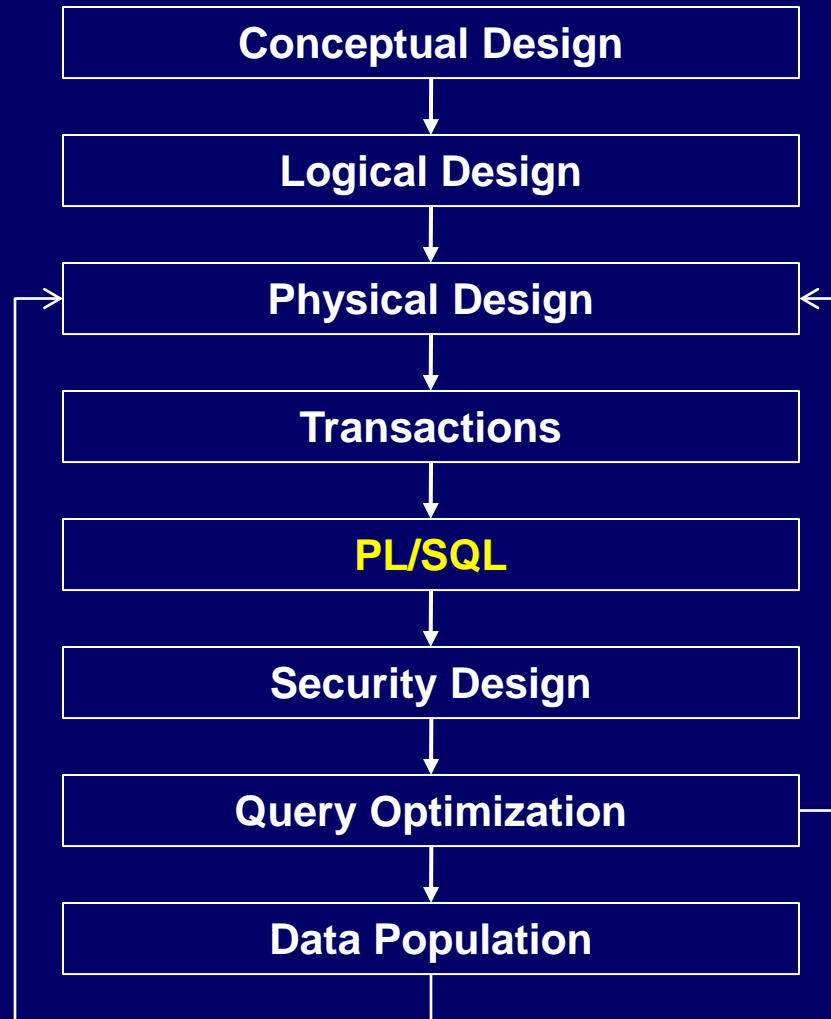 Conceptual Design
Logical Design
Physical Design
Transactions
PL/SQL
Security Design
Query Optimization
Data Population